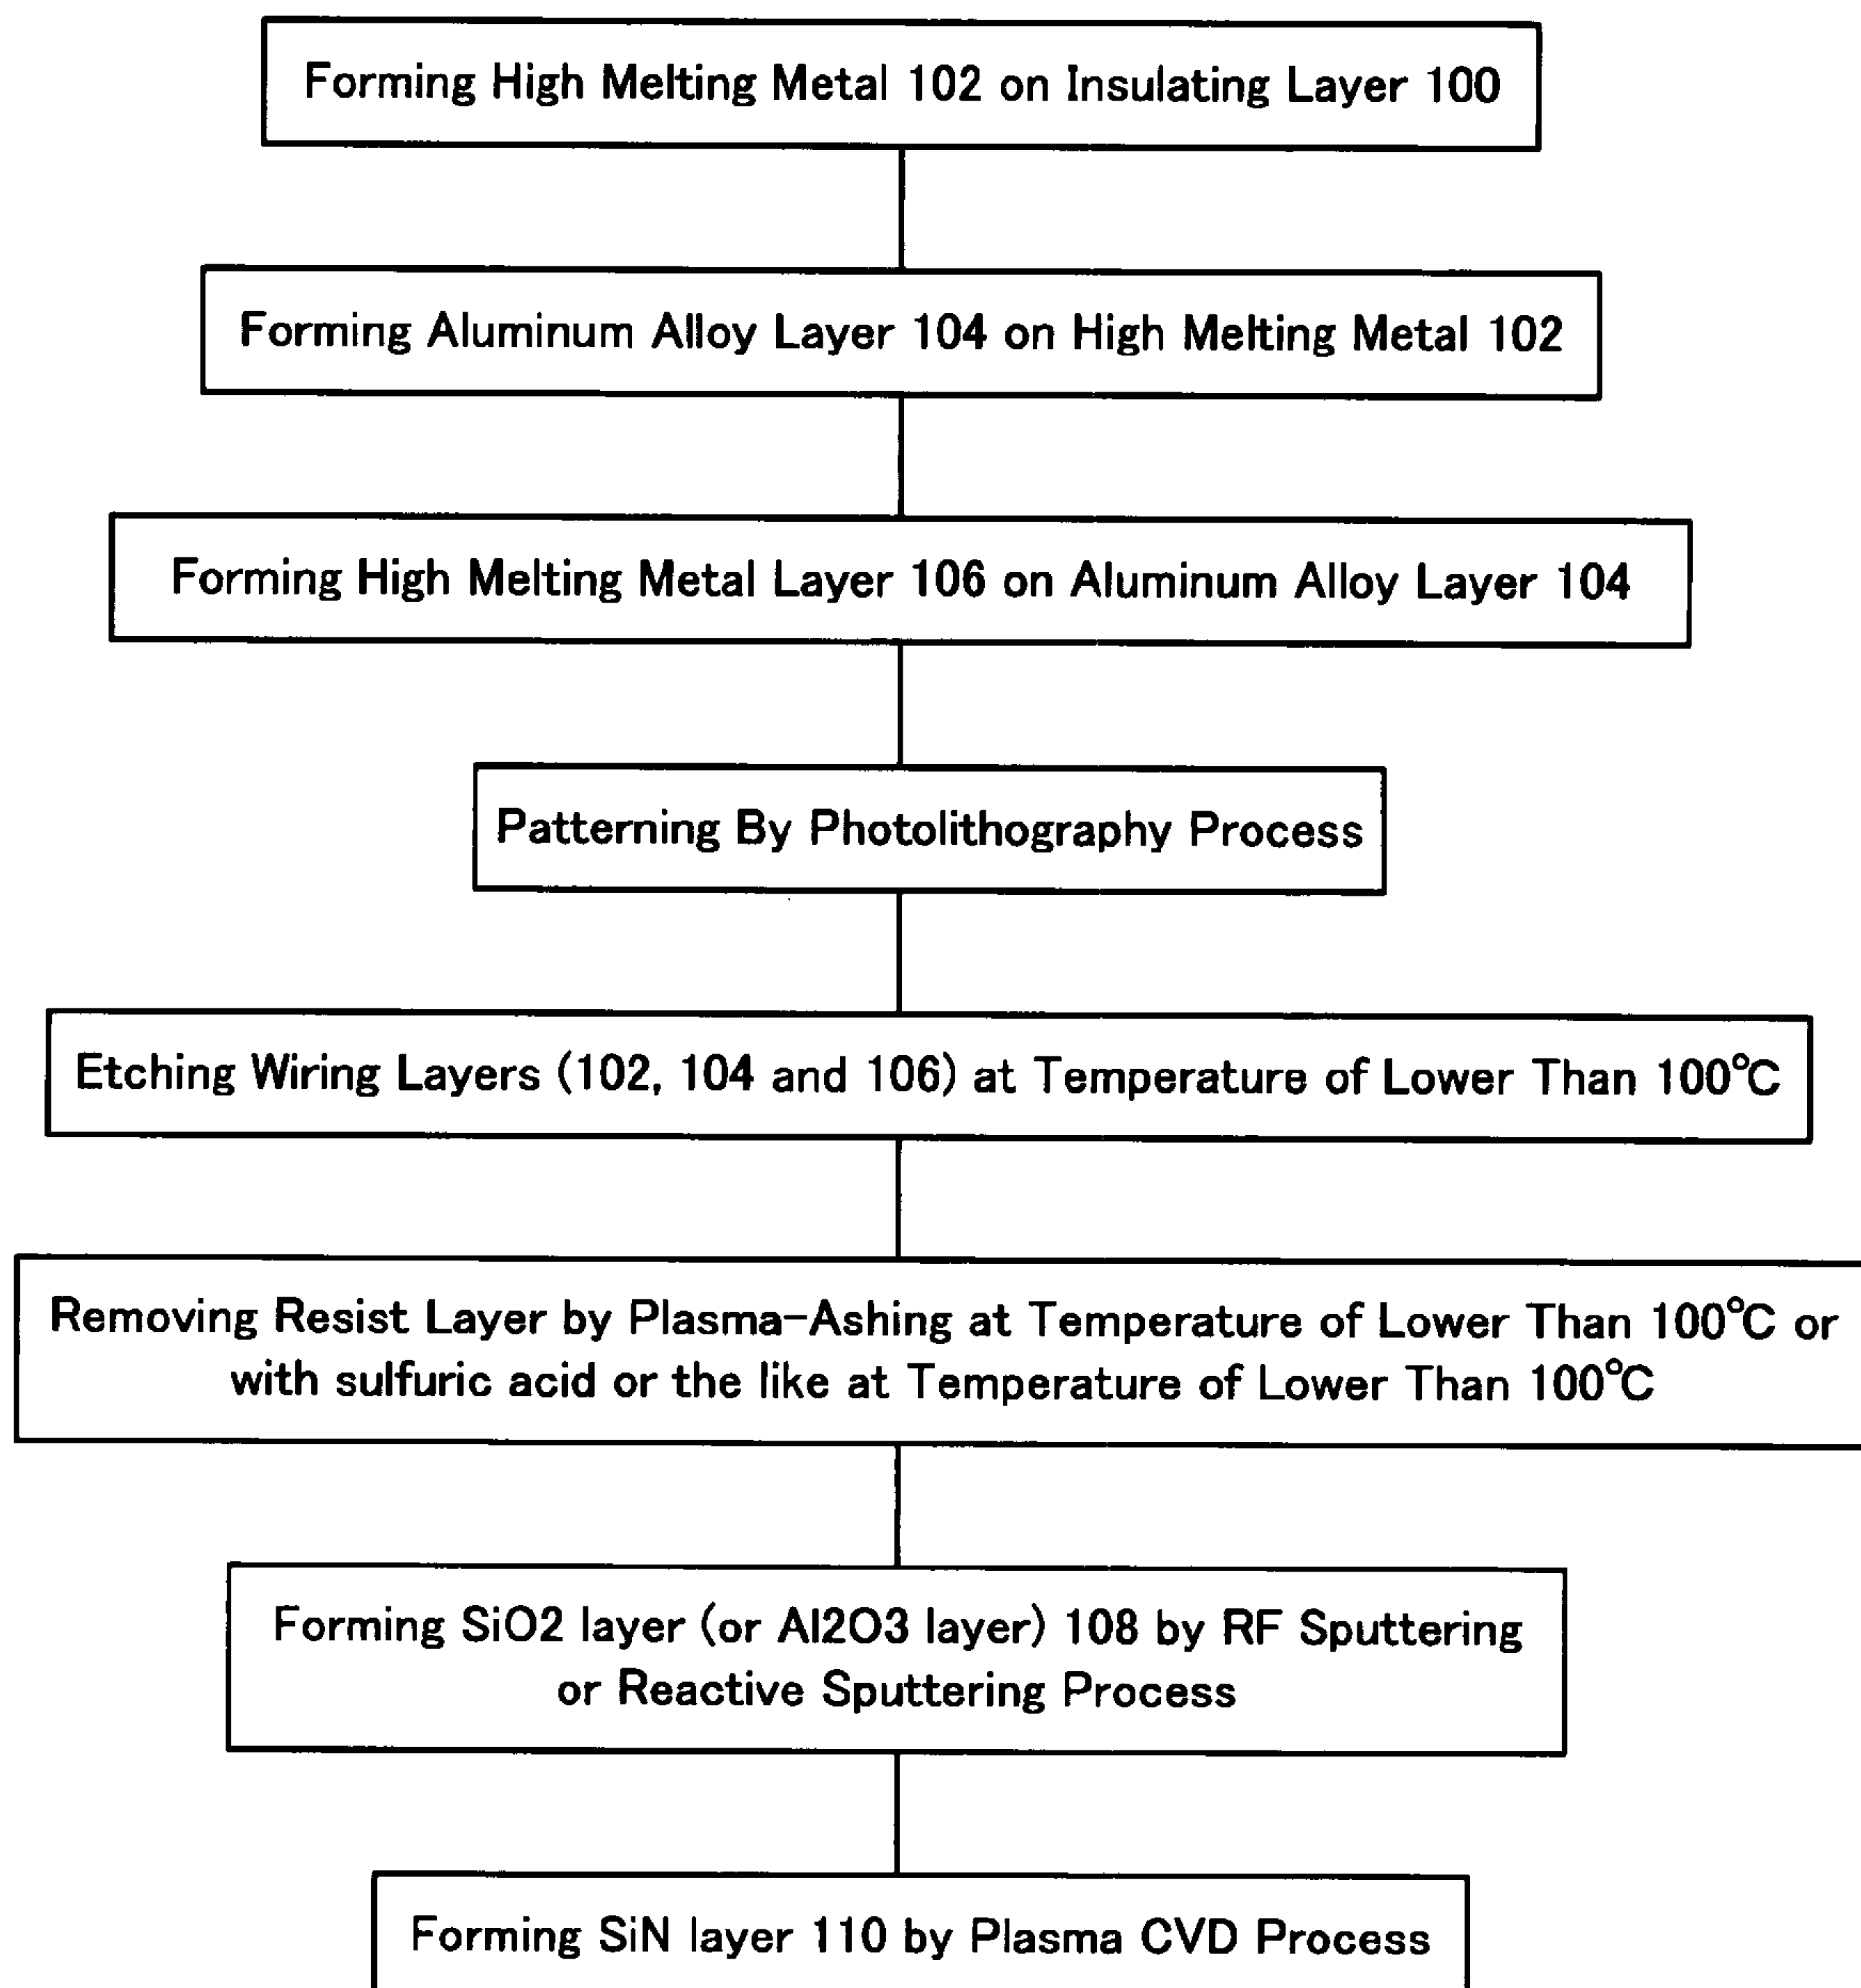 Forming High Melting Metal 102 on Insulating Layer 100
Forming Aluminum Alloy Layer 104 on High Melting Metal 102
Forming High Melting Metal Layer 106 on Aluminum Alloy Layer 104
Patterning By Photolithography Process
Etching Wiring Layers (102, 104 and 106) at Temperature of Lower Than 100℃
Removing Resist Layer by Plasma-Ashing at Temperature of Lower Than 100℃ or
with sulfuric acid or the like at Temperature of Lower Than 100℃
Forming SiO2 layer (or Al2O3 layer) 108 by RF Sputtering
or Reactive Sputtering Process
Forming SiN layer 110 by Plasma CVD Process